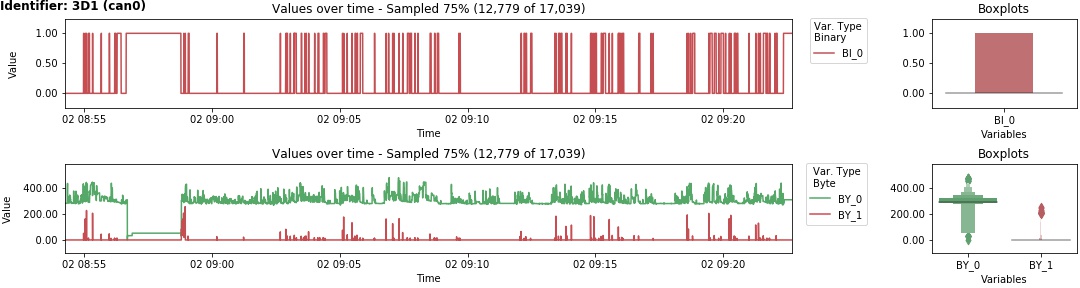 Identifier: 3D1 (can0)
Values over time - Sampled 75% (12,779 of 17,039)
Boxplots
Value
1.00
0.50
0.00
02 08:55
02 09:00
02 09:05
02 09:10
02 09:15
02 09:20
Time
Var. Type
Binary
BI_0
1.00
0.50
0.00
BI_0
Variables
Values over time - Sampled 75% (12,779 of 17,039)
Boxplots
Value
400.00
200.00
0.00
02 08:55
02 09:00
02 09:05
02 09:10
02 09:15
02 09:20
Time
Var. Type
Byte
BY_0
BY_1
400.00
200.00
0.00
BY_0
BY_1
Variables